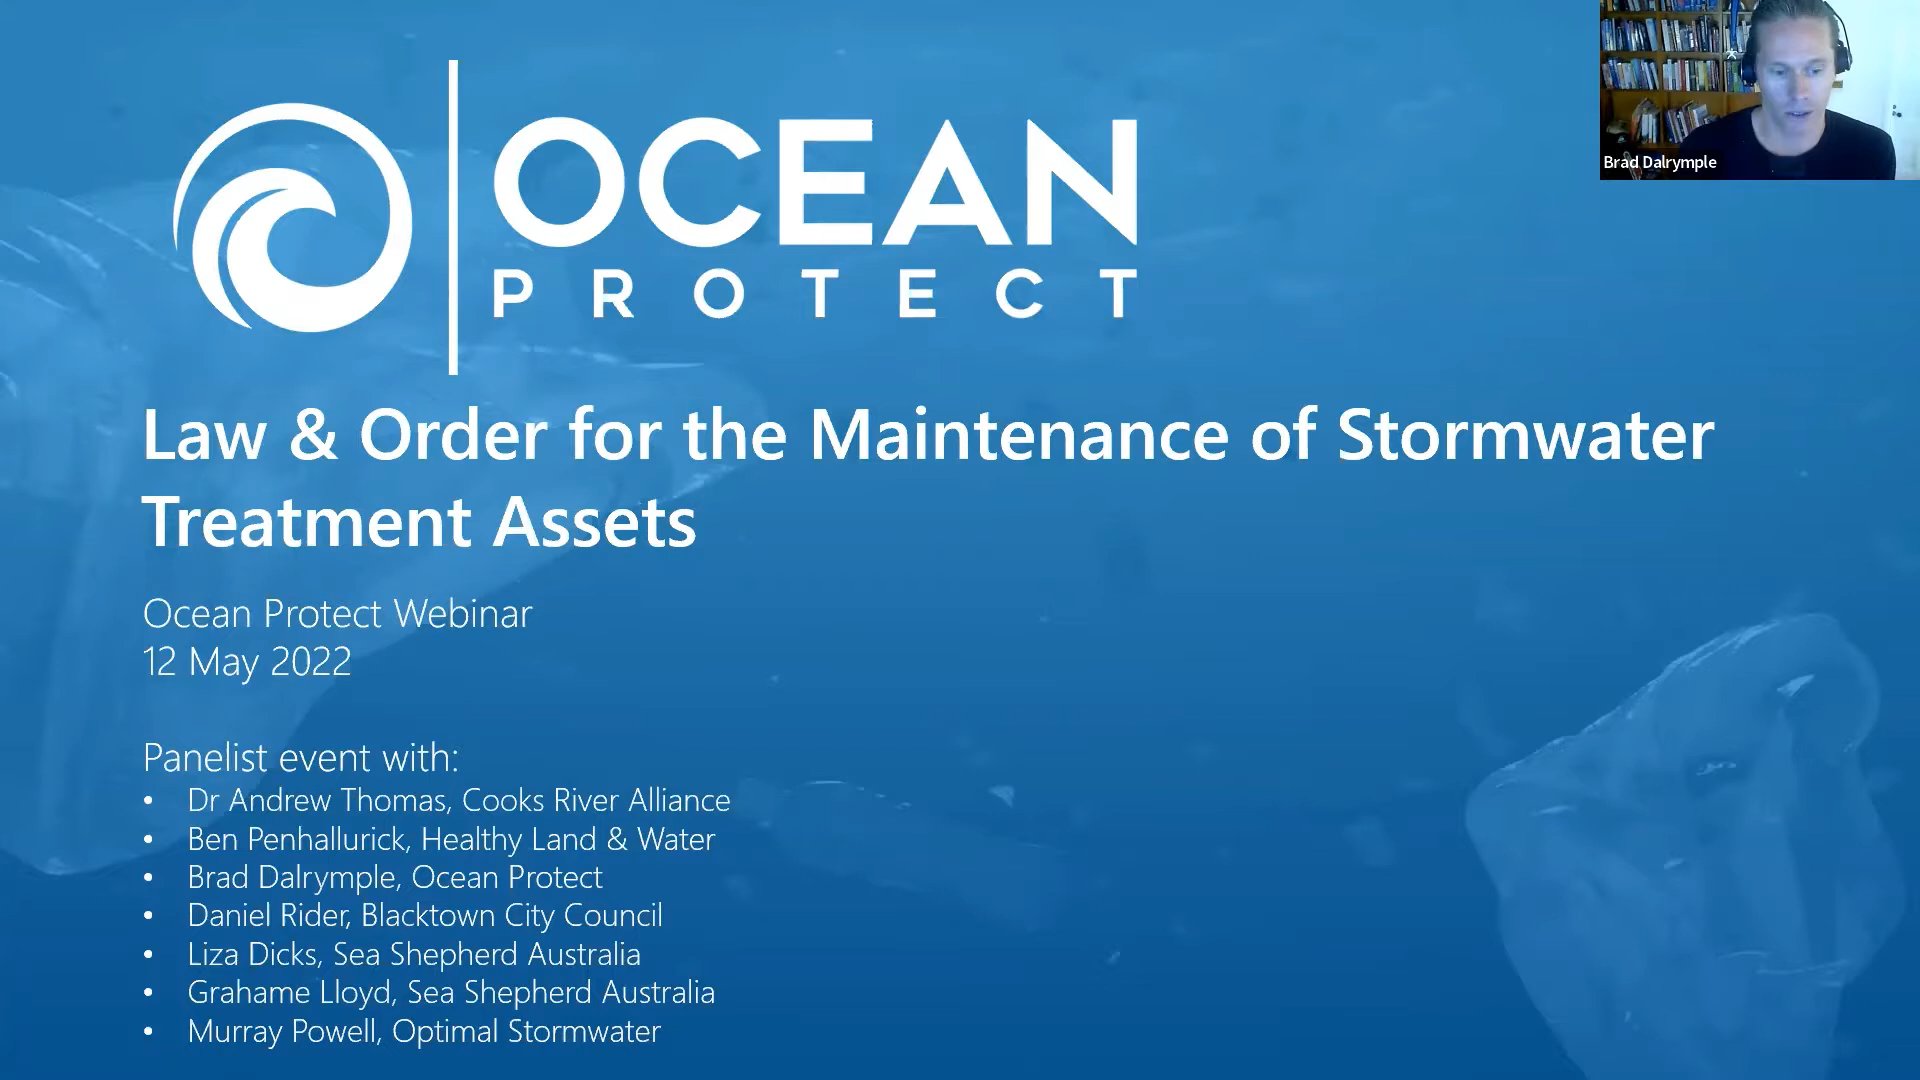 OCEAN
PROTECT
Brad Dalrymple
Law & Order for the Maintenance of Stormwater
Treatment Assets
Ocean Protect Webinar
12 May 2022
Panelist event with:
• Dr Andrew Thomas, Cooks River Alliance
• Ben Penhallurick, Healthy Land & Water
• Brad Dalrymple, Ocean Protect
• Daniel Rider, Blacktown City Council
• Liza Dicks, Sea Shepherd Australia
• Grahame Lloyd, Sea Shepherd Australia
• Murray Powell, Optimal Stormwater